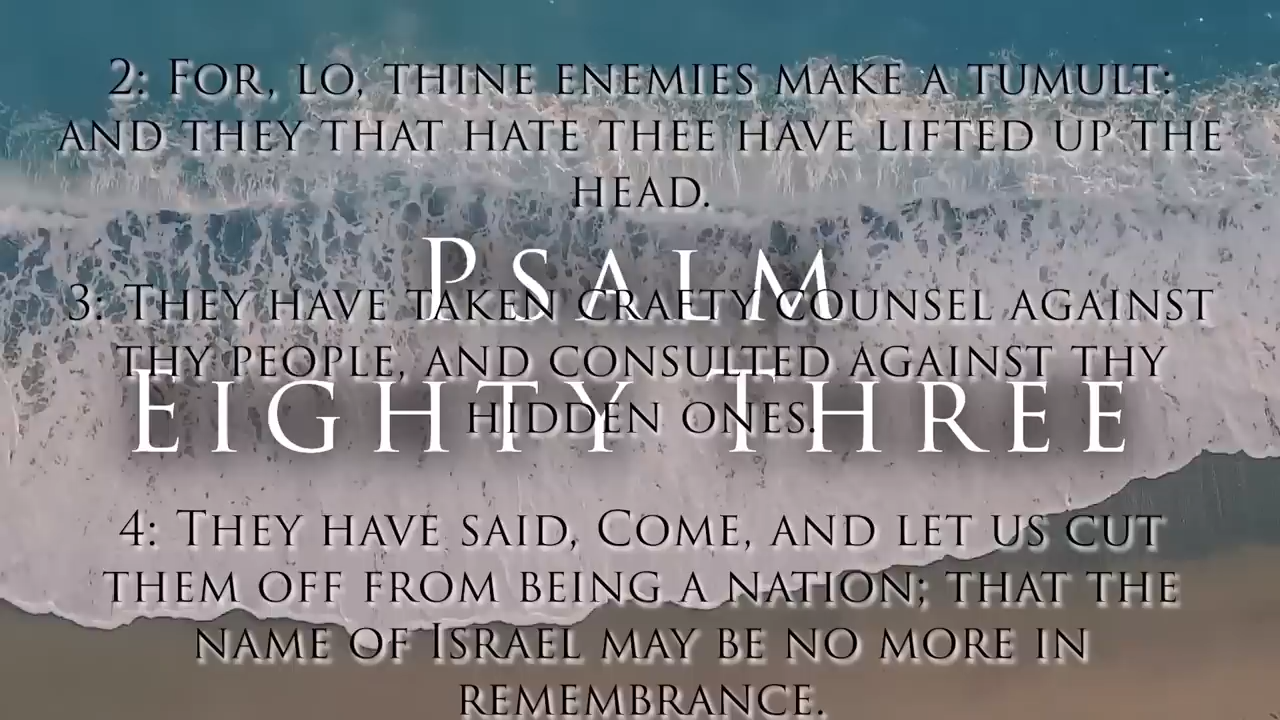 2: For, lo, thine enemies make a tumult:
and they that hate thee have lifted up the
head.
Psalm
3: They have taken crafty counsel against
thy people, and consulted against thy
Eighty Three
hidden ones.
4: They have said, Come, and let us cut
them off from being a nation; that the
name of Israel may be no more in
remembrance.